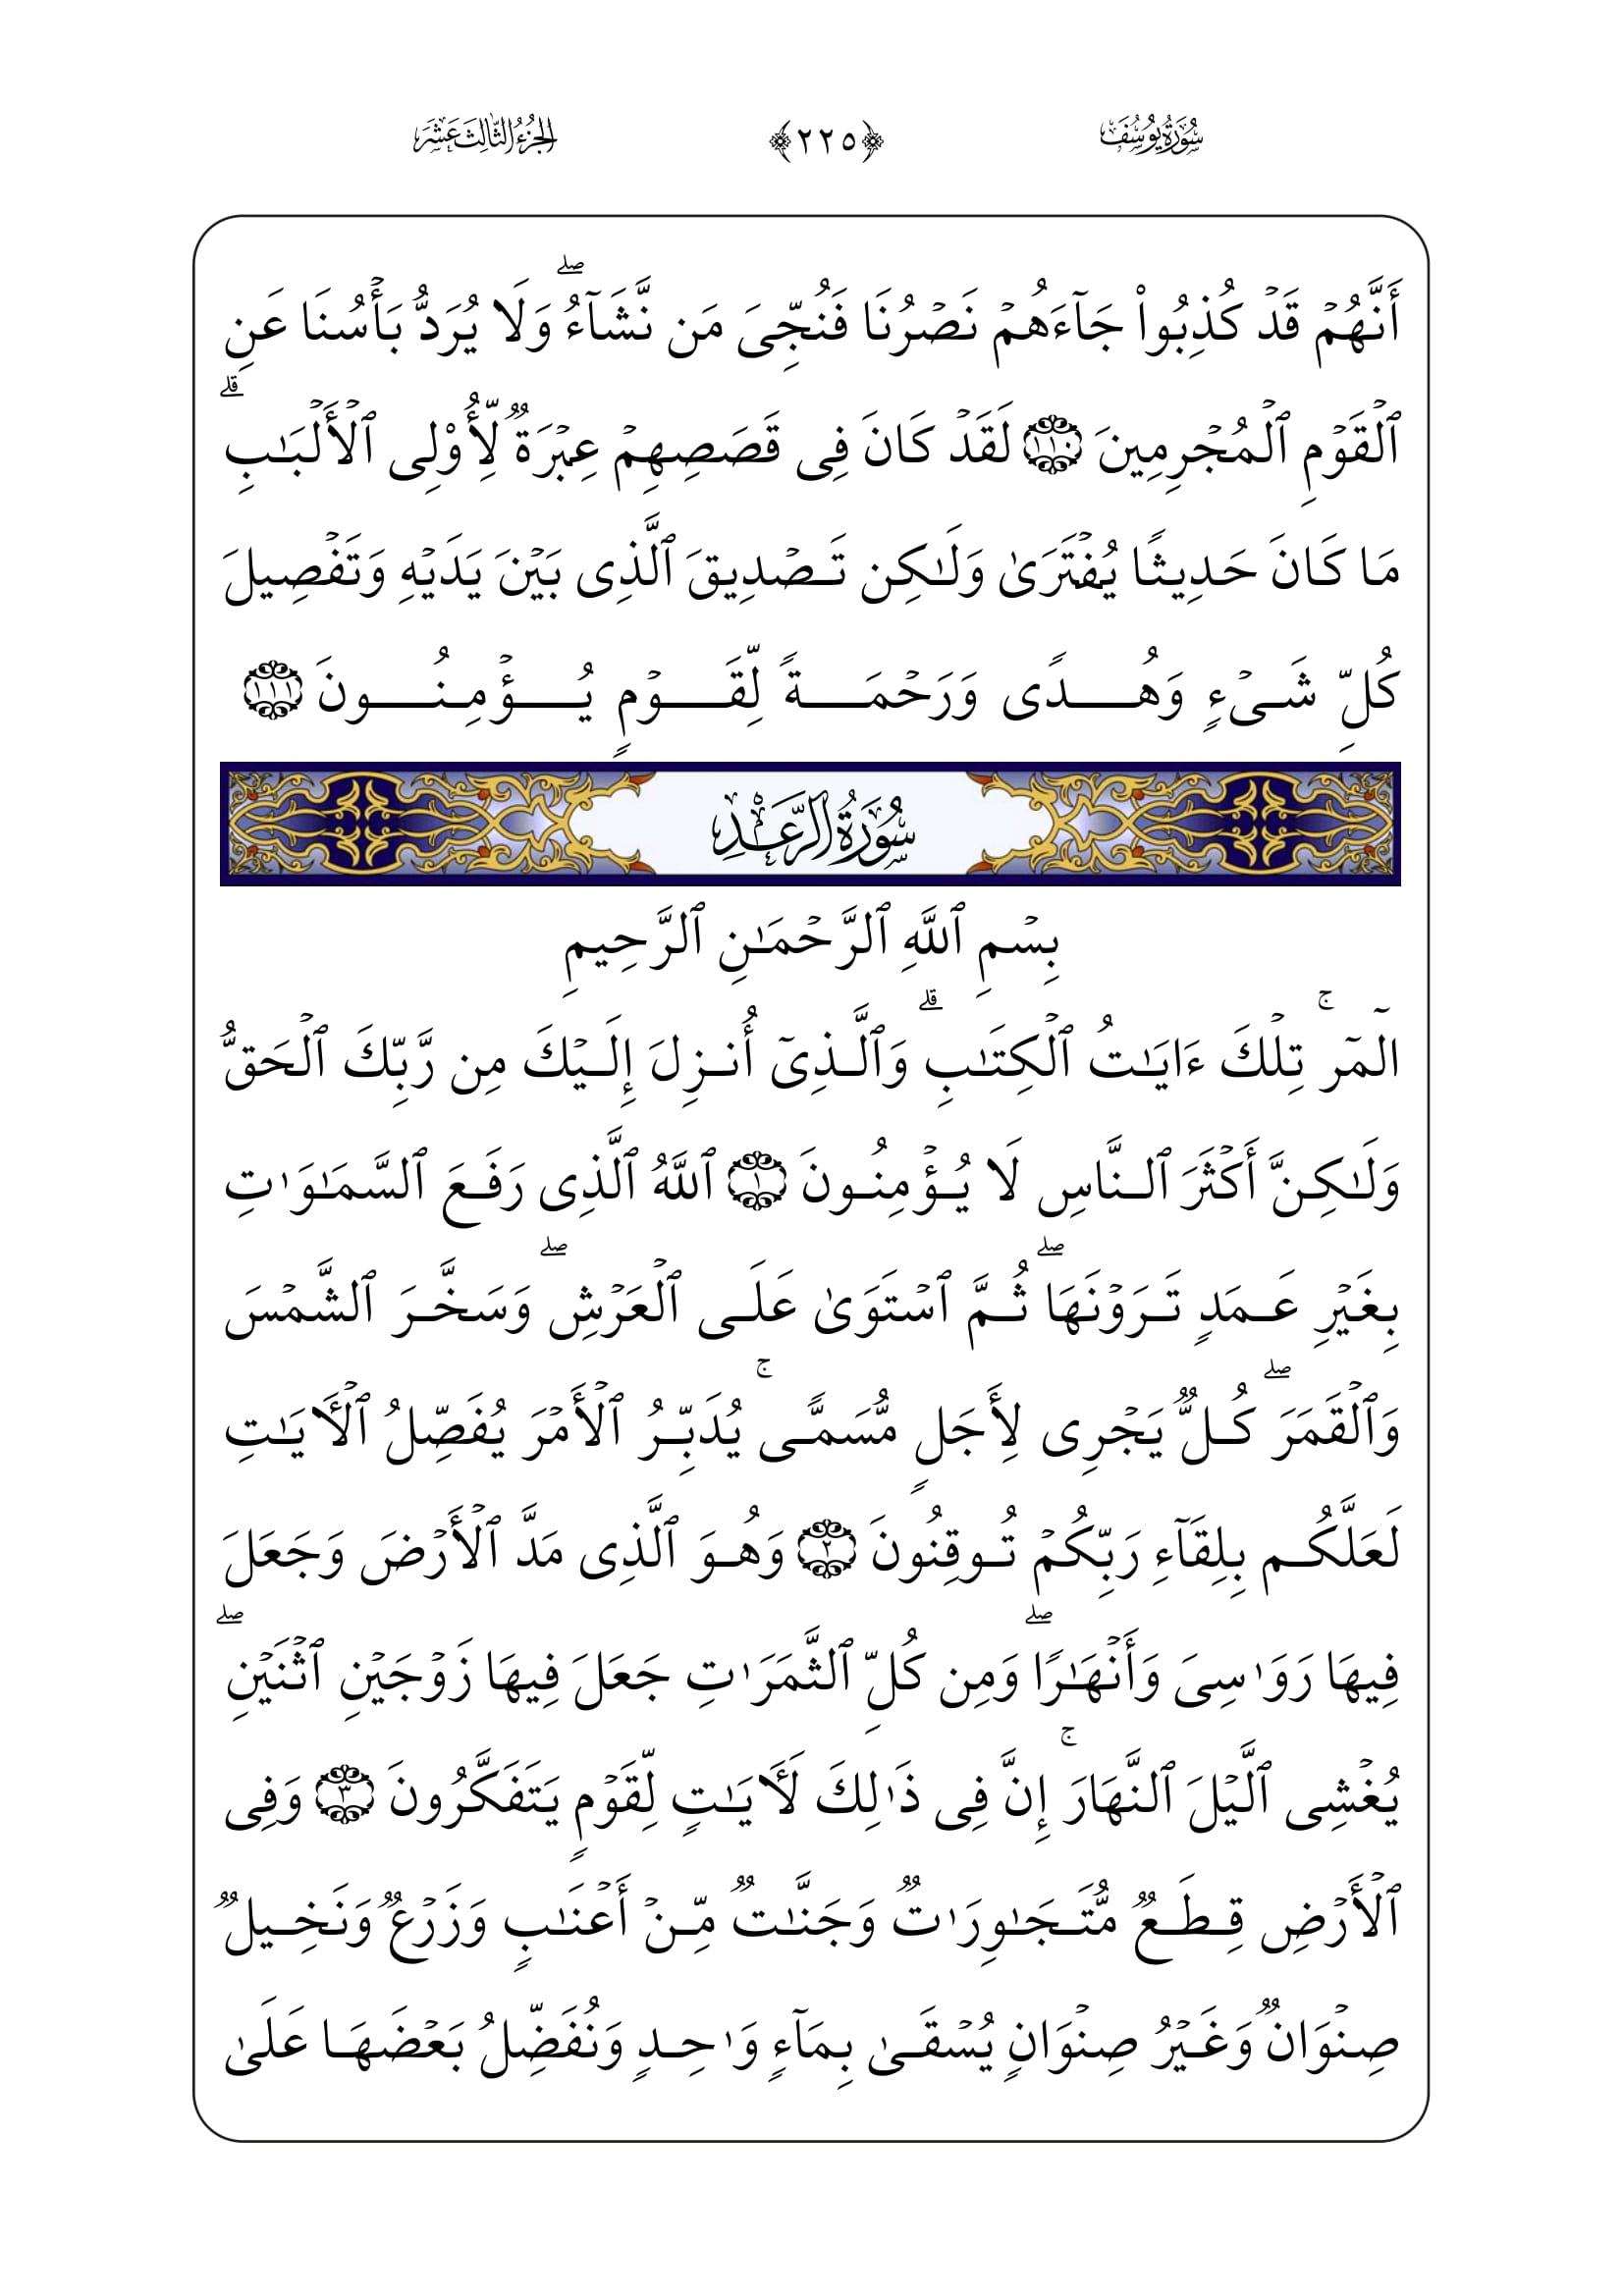 سُورَةُ يُوسُفَ ﴿٢٢٥﴾ الجُزْءُ الثَّالِثَ عَشَرَ
أَنَّهُمۡ قَدۡ كُذِبُواْ جَآءَهُمۡ نَصۡرُنَا فَنُجِّىَ مَن نَّشَآءُۖ وَلَا يُرَدُّ بَأۡسُنَا عَنِ
ٱلۡقَوۡمِ ٱلۡمُجۡرِمِينَ ١١٠ لَقَدۡ كَانَ فِى قَصَصِهِمۡ عِبۡرَةٌ لِّأُوْلِى ٱلۡأَلۡبَـٰبِۗ
مَا كَانَ حَدِيثًا يُفۡتَرَىٰ وَلَـٰكِن تَصۡدِيقَ ٱلَّذِى بَيۡنَ يَدَيۡهِ وَتَفۡصِيلَ
كُلِّ شَىۡءٍ وَهُدًى وَرَحۡمَةً لِّقَوۡمٍ يُؤۡمِنُونَ ١١١
سُورَةُ الرَّعْدِ
بِسۡمِ ٱللَّهِ ٱلرَّحۡمَـٰنِ ٱلرَّحِيمِ
الٓمٓرۚ تِلۡكَ ءَايَـٰتُ ٱلۡكِتَـٰبِۗ وَٱلَّذِىٓ أُنزِلَ إِلَيۡكَ مِن رَّبِّكَ ٱلۡحَقُّ
وَلَـٰكِنَّ أَكۡثَرَ ٱلنَّاسِ لَا يُؤۡمِنُونَ ١ ٱللَّهُ ٱلَّذِى رَفَعَ ٱلسَّمَـٰوَٰتِ
بِغَيۡرِ عَمَدٍ تَرَوۡنَهَاۖ ثُمَّ ٱسۡتَوَىٰ عَلَى ٱلۡعَرۡشِۖ وَسَخَّرَ ٱلشَّمۡسَ
وَٱلۡقَمَرَۖ كُلٌّ يَجۡرِى لِأَجَلٍ مُّسَمًّىۚ يُدَبِّرُ ٱلۡأَمۡرَ يُفَصِّلُ ٱلۡأٓيَـٰتِ
لَعَلَّكُم بِلِقَآءِ رَبِّكُمۡ تُوقِنُونَ ٢ وَهُوَ ٱلَّذِى مَدَّ ٱلۡأَرۡضَ وَجَعَلَ
فِيهَا رَوَٰسِىَ وَأَنۡهَـٰرًاۖ وَمِن كُلِّ ٱلثَّمَرَٰتِ جَعَلَ فِيهَا زَوۡجَيۡنِ ٱثۡنَيۡنِۖ
يُغۡشِى ٱلَّيۡلَ ٱلنَّهَارَۚ إِنَّ فِى ذَٰلِكَ لَأٓيَـٰتٍ لِّقَوۡمٍ يَتَفَكَّرُونَ ٣ وَفِى
ٱلۡأَرۡضِ قِطَعٌ مُّتَجَـٰوِرَٰتٌ وَجَنَّـٰتٌ مِّنۡ أَعۡنَـٰبٍ وَزَرۡعٌ وَنَخِيلٌ
صِنۡوَانٌ وَغَيۡرُ صِنۡوَانٍ يُسۡقَىٰ بِمَآءٍ وَٰحِدٍ وَنُفَضِّلُ بَعۡضَهَا عَلَىٰ